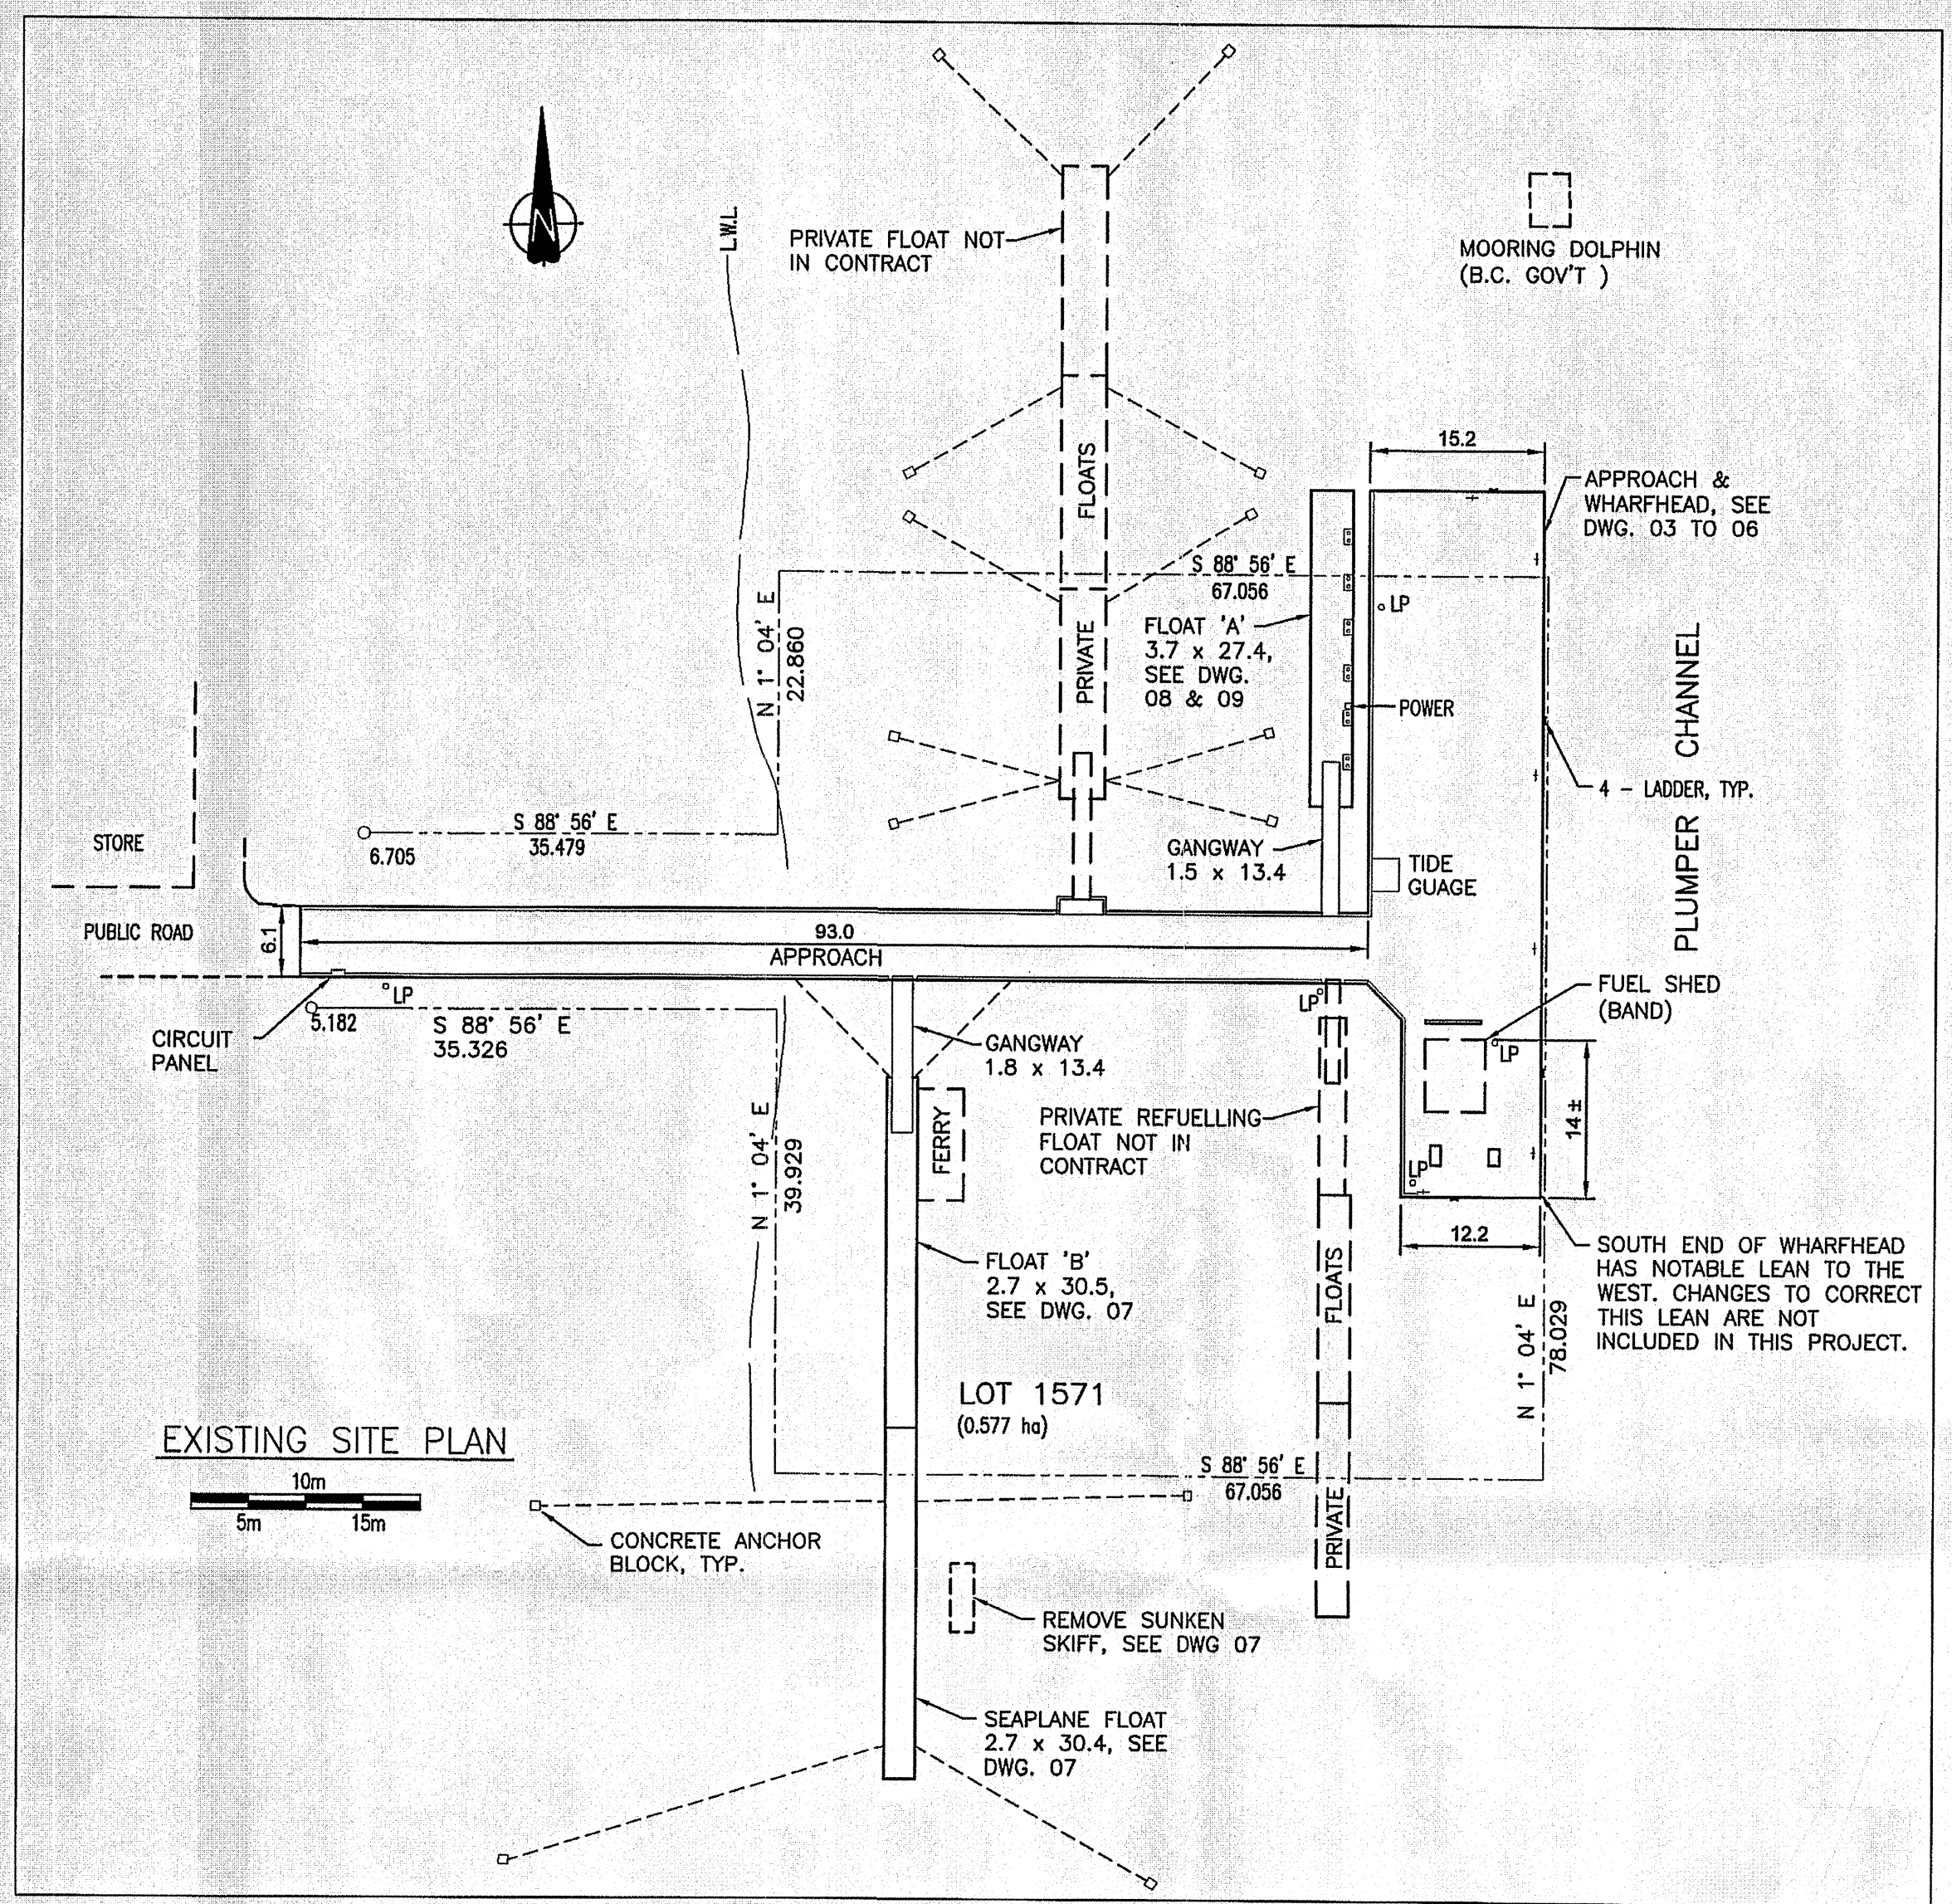 N
L.W.L.
PRIVATE FLOAT NOT
IN CONTRACT
MOORING DOLPHIN
(B.C. GOV'T )
15.2
APPROACH &
WHARFHEAD, SEE
DWG. 03 TO 06
FLOATS
PRIVATE
S 88° 56' E
67.056
N 1° 04' E
22.860
FLOAT 'A'
3.7 x 27.4,
SEE DWG.
08 & 09
LP
POWER
PLUMPER CHANNEL
4 - LADDER, TYP.
STORE
S 88° 56' E
35.479
6.705
GANGWAY
1.5 x 13.4
TIDE
GUAGE
PUBLIC ROAD
6.1
93.0
APPROACH
LP
5.182
S 88° 56' E
35.326
CIRCUIT
PANEL
LP
FUEL SHED
(BAND)
LP
GANGWAY
1.8 x 13.4
N 1° 04' E
39.929
FERRY
PRIVATE REFUELLING
FLOAT NOT IN
CONTRACT
14±
LP
12.2
FLOAT 'B'
2.7 x 30.5,
SEE DWG. 07
FLOATS
PRIVATE
SOUTH END OF WHARFHEAD
HAS NOTABLE LEAN TO THE
WEST. CHANGES TO CORRECT
THIS LEAN ARE NOT
INCLUDED IN THIS PROJECT.
N 1° 04' E
78.029
LOT 1571
(0.577 ha)
EXISTING SITE PLAN
10m
5m
15m
S 88° 56' E
67.056
CONCRETE ANCHOR
BLOCK, TYP.
REMOVE SUNKEN
SKIFF, SEE DWG 07
SEAPLANE FLOAT
2.7 x 30.4, SEE
DWG. 07